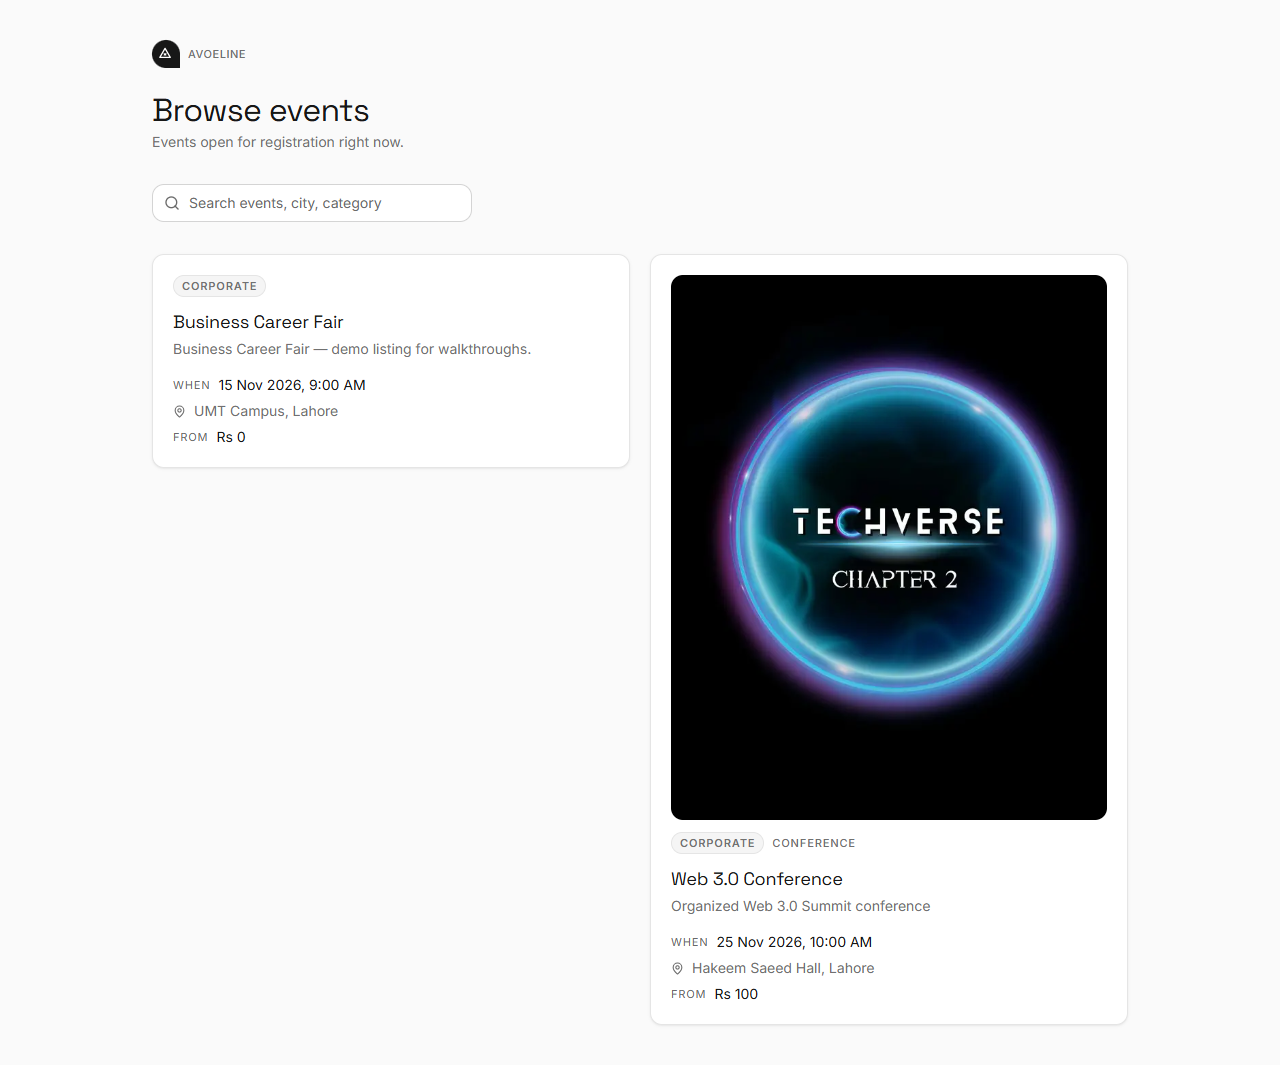 AVOELINE
Browse events
Events open for registration right now.
Search events, city, category
CORPORATE
Business Career Fair
Business Career Fair — demo listing for walkthroughs.
WHEN 15 Nov 2026, 9:00 AM
UMT Campus, Lahore
FROM Rs 0
TECHVERSE
CHAPTER 2
CORPORATE CONFERENCE
Web 3.0 Conference
Organized Web 3.0 Summit conference
WHEN 25 Nov 2026, 10:00 AM
Hakeem Saeed Hall, Lahore
FROM Rs 100